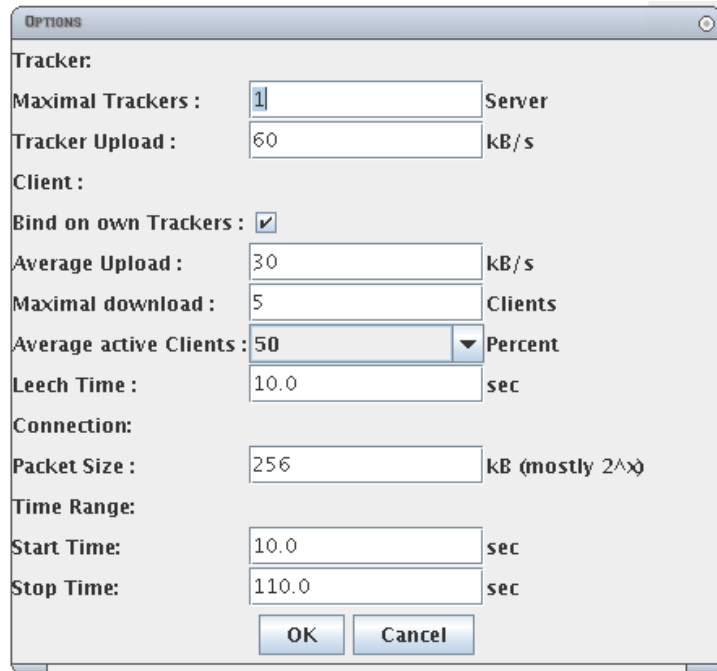 OPTIONS
Tracker:
Maximal Trackers : 1 Server
Tracker Upload : 60 kB/s
Client :
Bind on own Trackers :
Average Upload : 30 kB/s
Maximal download : 5 Clients
Average active Clients : 50 Percent
Leech Time : 10.0 sec
Connection:
Packet Size : 256 kB (mostly 2^x)
Time Range:
Start Time: 10.0 sec
Stop Time: 110.0 sec
OK Cancel